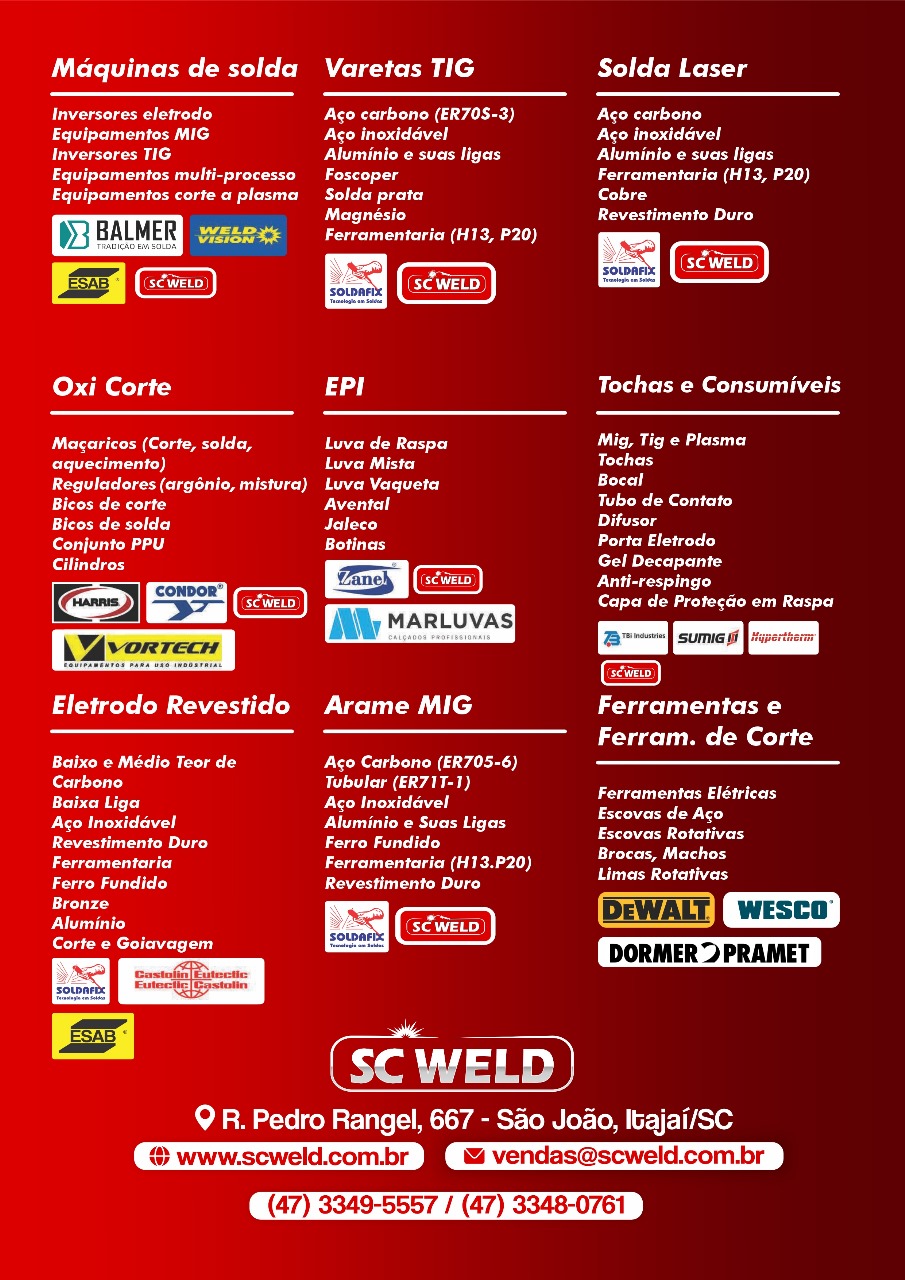 Máquinas de solda
Inversores eletrodo
Equipamentos MIG
Inversores TIG
Equipamentos multi-processo
Equipamentos corte a plasma
BALMER
TRADIÇÃO EM SOLDA
WELD VISION
ESAB
SC WELD
Varetas TIG
Aço carbono (ER70S-3)
Aço inoxidável
Alumínio e suas ligas
Foscoper
Solda prata
Magnésio
Ferramentaria (H13, P20)
SOLDAFIX
Tecnologia em Soldas
SC WELD
Solda Laser
Aço carbono
Aço inoxidável
Alumínio e suas ligas
Ferramentaria (H13, P20)
Cobre
Revestimento Duro
SOLDAFIX
Tecnologia em Soldas
SC WELD
Oxi Corte
Maçaricos (Corte, solda,
aquecimento)
Reguladores (argônio, mistura)
Bicos de corte
Bicos de solda
Conjunto PPU
Cilindros
HARRIS
CONDOR
SC WELD
VORTECH
EQUIPAMENTOS PARA USO INDÚSTRIAL
EPI
Luva de Raspa
Luva Mista
Luva Vaqueta
Avental
Jaleco
Botinas
Zanel
SC WELD
MARLUVAS
CALÇADOS PROFISSIONAIS
Tochas e Consumíveis
Mig, Tig e Plasma
Tochas
Bocal
Tubo de Contato
Difusor
Porta Eletrodo
Gel Decapante
Anti-respingo
Capa de Proteção em Raspa
TBi Industries
SUMIG
Hypertherm
SC WELD
Eletrodo Revestido
Baixo e Médio Teor de
Carbono
Baixa Liga
Aço Inoxidável
Revestimento Duro
Ferramentaria
Ferro Fundido
Bronze
Alumínio
Corte e Goiavagem
SOLDAFIX
Tecnologia em Soldas
Castolin Eutectic
Eutectic Castolin
ESAB
Arame MIG
Aço Carbono (ER705-6)
Tubular (ER71T-1)
Aço Inoxidável
Alumínio e Suas Ligas
Ferro Fundido
Ferramentaria (H13.P20)
Revestimento Duro
SOLDAFIX
Tecnologia em Soldas
SC WELD
Ferramentas e
Ferram. de Corte
Ferramentas Elétricas
Escovas de Aço
Escovas Rotativas
Brocas, Machos
Limas Rotativas
DEWALT
WESCO
DORMER PRAMET
SC WELD
R. Pedro Rangel, 667 - São João, Itajaí/SC
www.scweld.com.br
vendas@scweld.com.br
(47) 3349-5557 / (47) 3348-0761